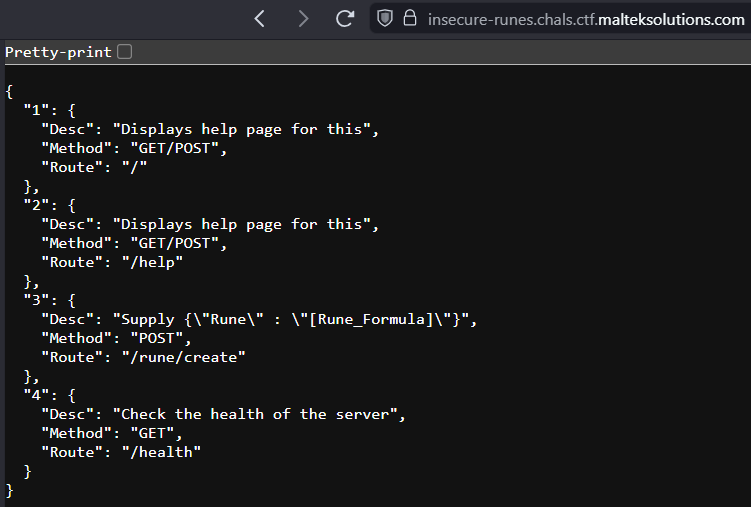 insecure-runes.chals.ctf.malteksolutions.com
Pretty-print
{
  "1": {
    "Desc": "Displays help page for this",
    "Method": "GET/POST",
    "Route": "/"
  },
  "2": {
    "Desc": "Displays help page for this",
    "Method": "GET/POST",
    "Route": "/help"
  },
  "3": {
    "Desc": "Supply {\"Rune\" : \"[Rune_Formula]\"}",
    "Method": "POST",
    "Route": "/rune/create"
  },
  "4": {
    "Desc": "Check the health of the server",
    "Method": "GET",
    "Route": "/health"
  }
}